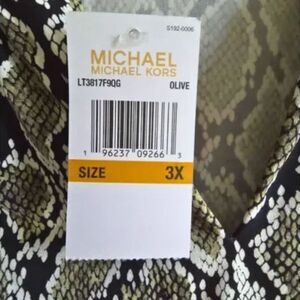 S192-0006
MICHAEL
MICHAEL KORS
LT3817F9QG OLIVE
1 96237 09266 3
SIZE 3X